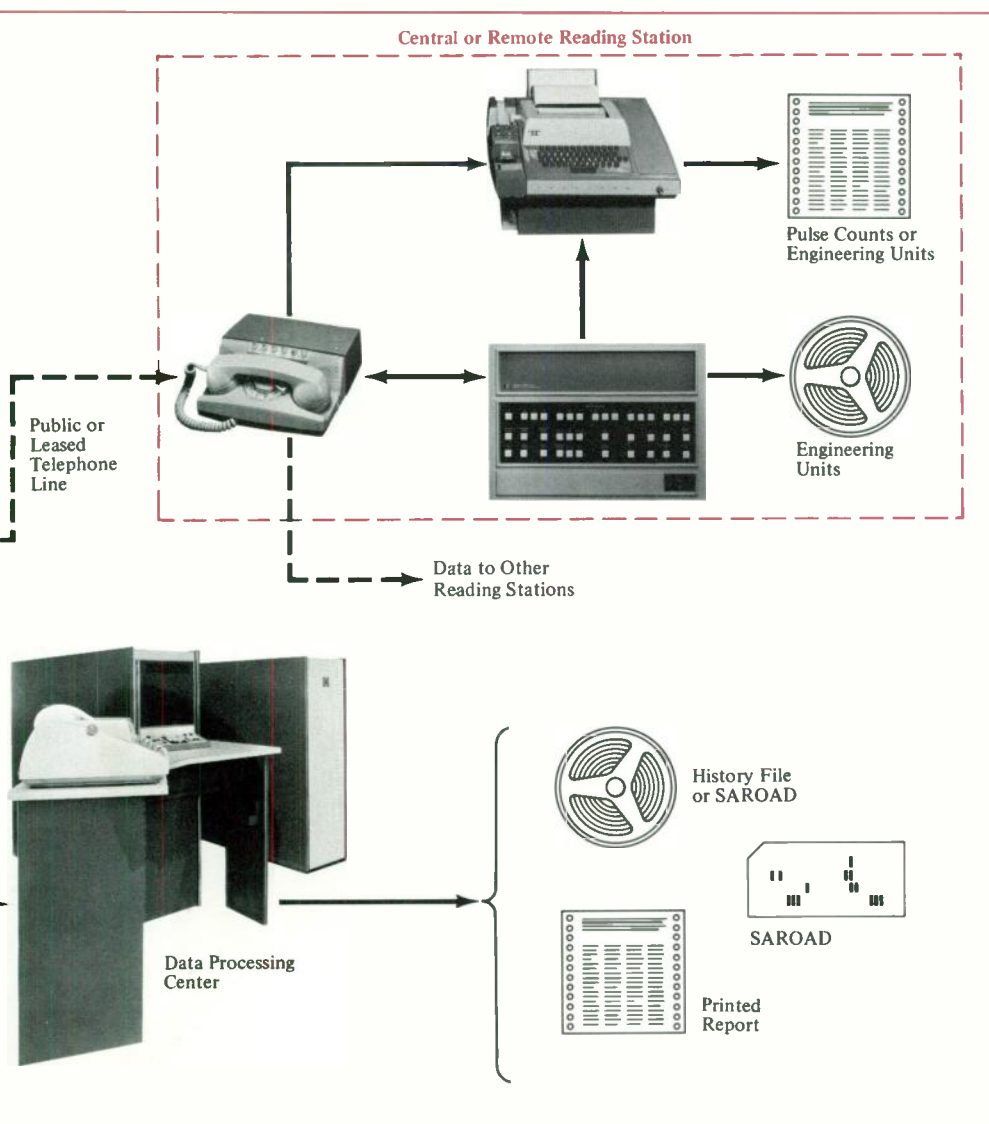 Central or Remote Reading Station
Pulse Counts or
Engineering Units
Public or
Leased
Telephone
Line
Engineering
Units
Data to Other
Reading Stations
History File
or SAROAD
SAROAD
Data Processing
Center
Printed
Report